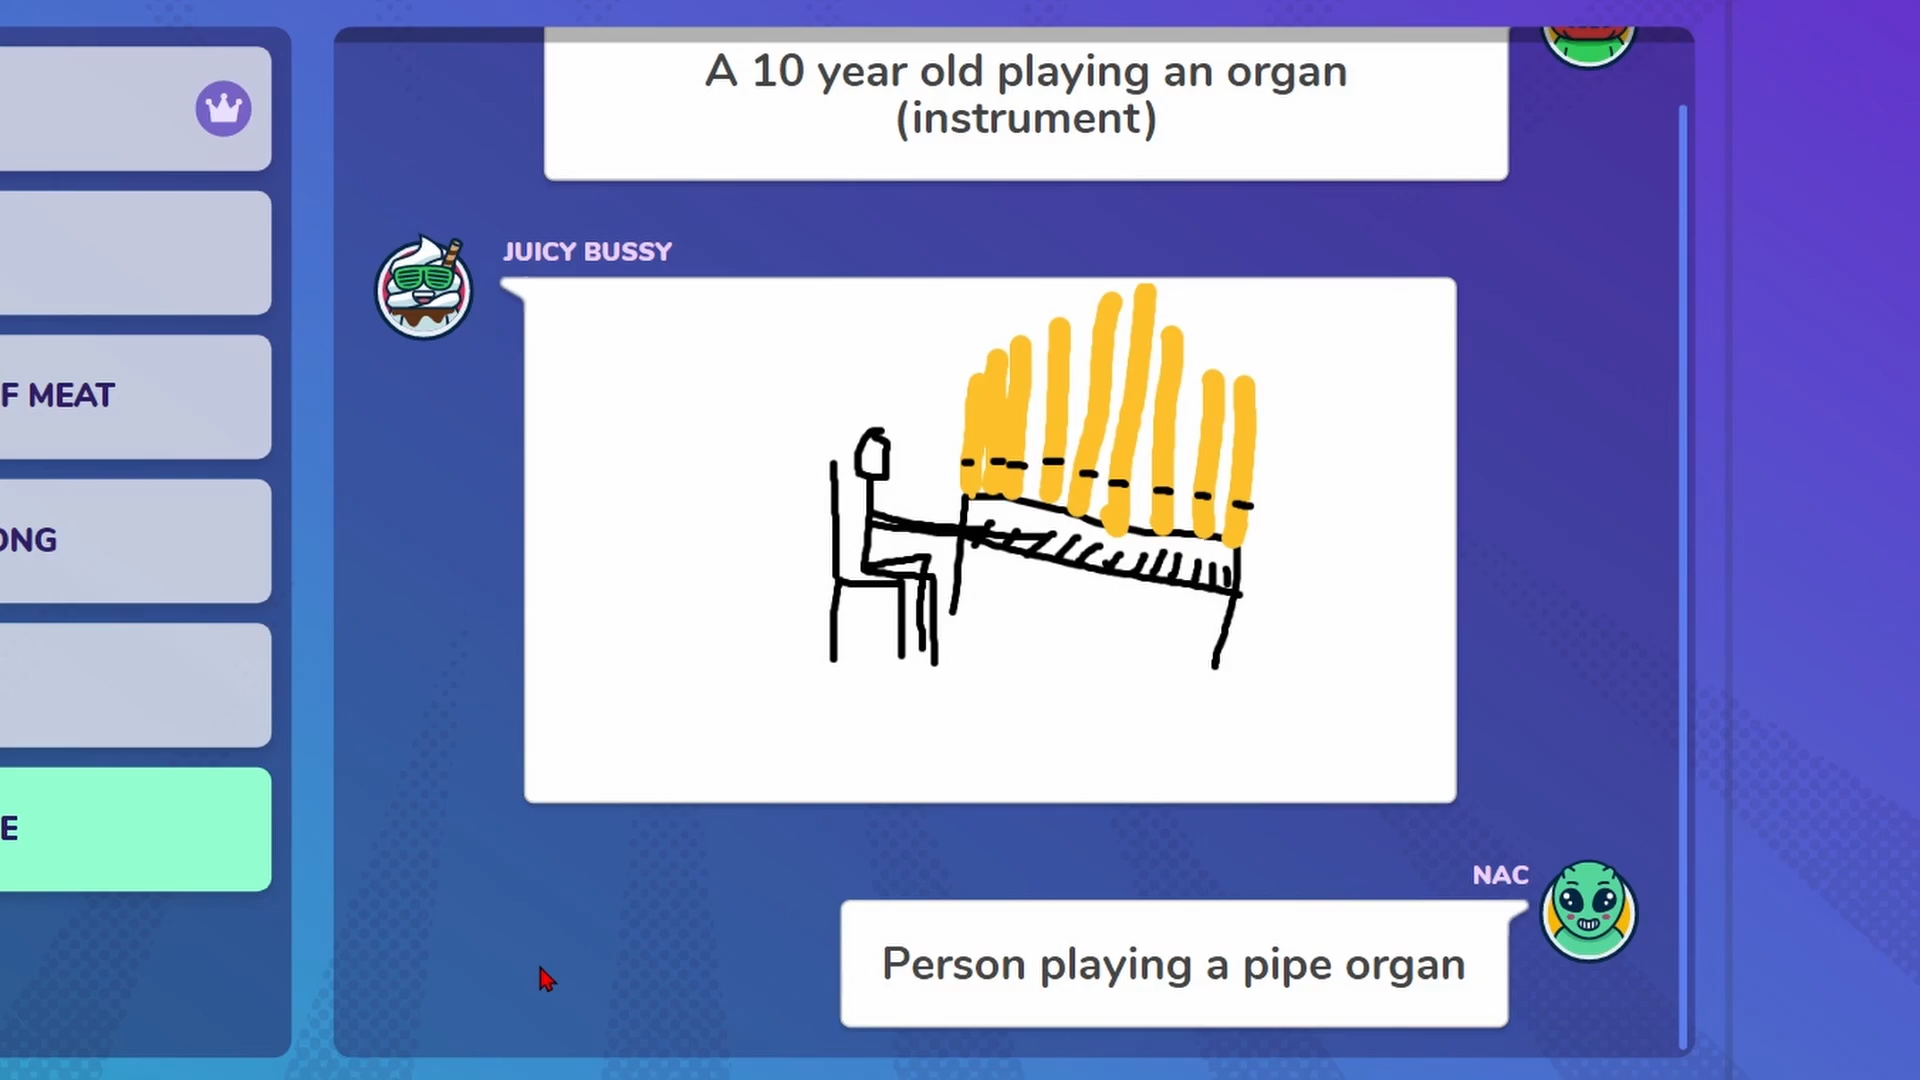 A 10 year old playing an organ
(instrument)
JUICY BUSSY
F MEAT
ONG
E
NAC
Person playing a pipe organ